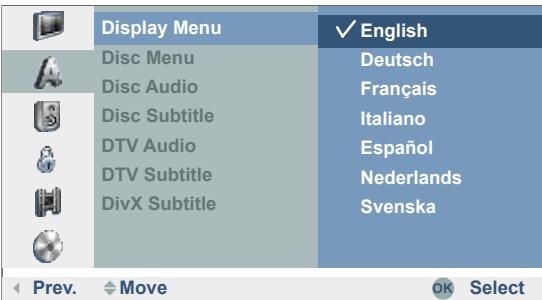 Display Menu
Disc Menu
Disc Audio
Disc Subtitle
DTV Audio
DTV Subtitle
DivX Subtitle
English
Deutsch
Français
Italiano
Español
Nederlands
Svenska
Prev. Move OK Select